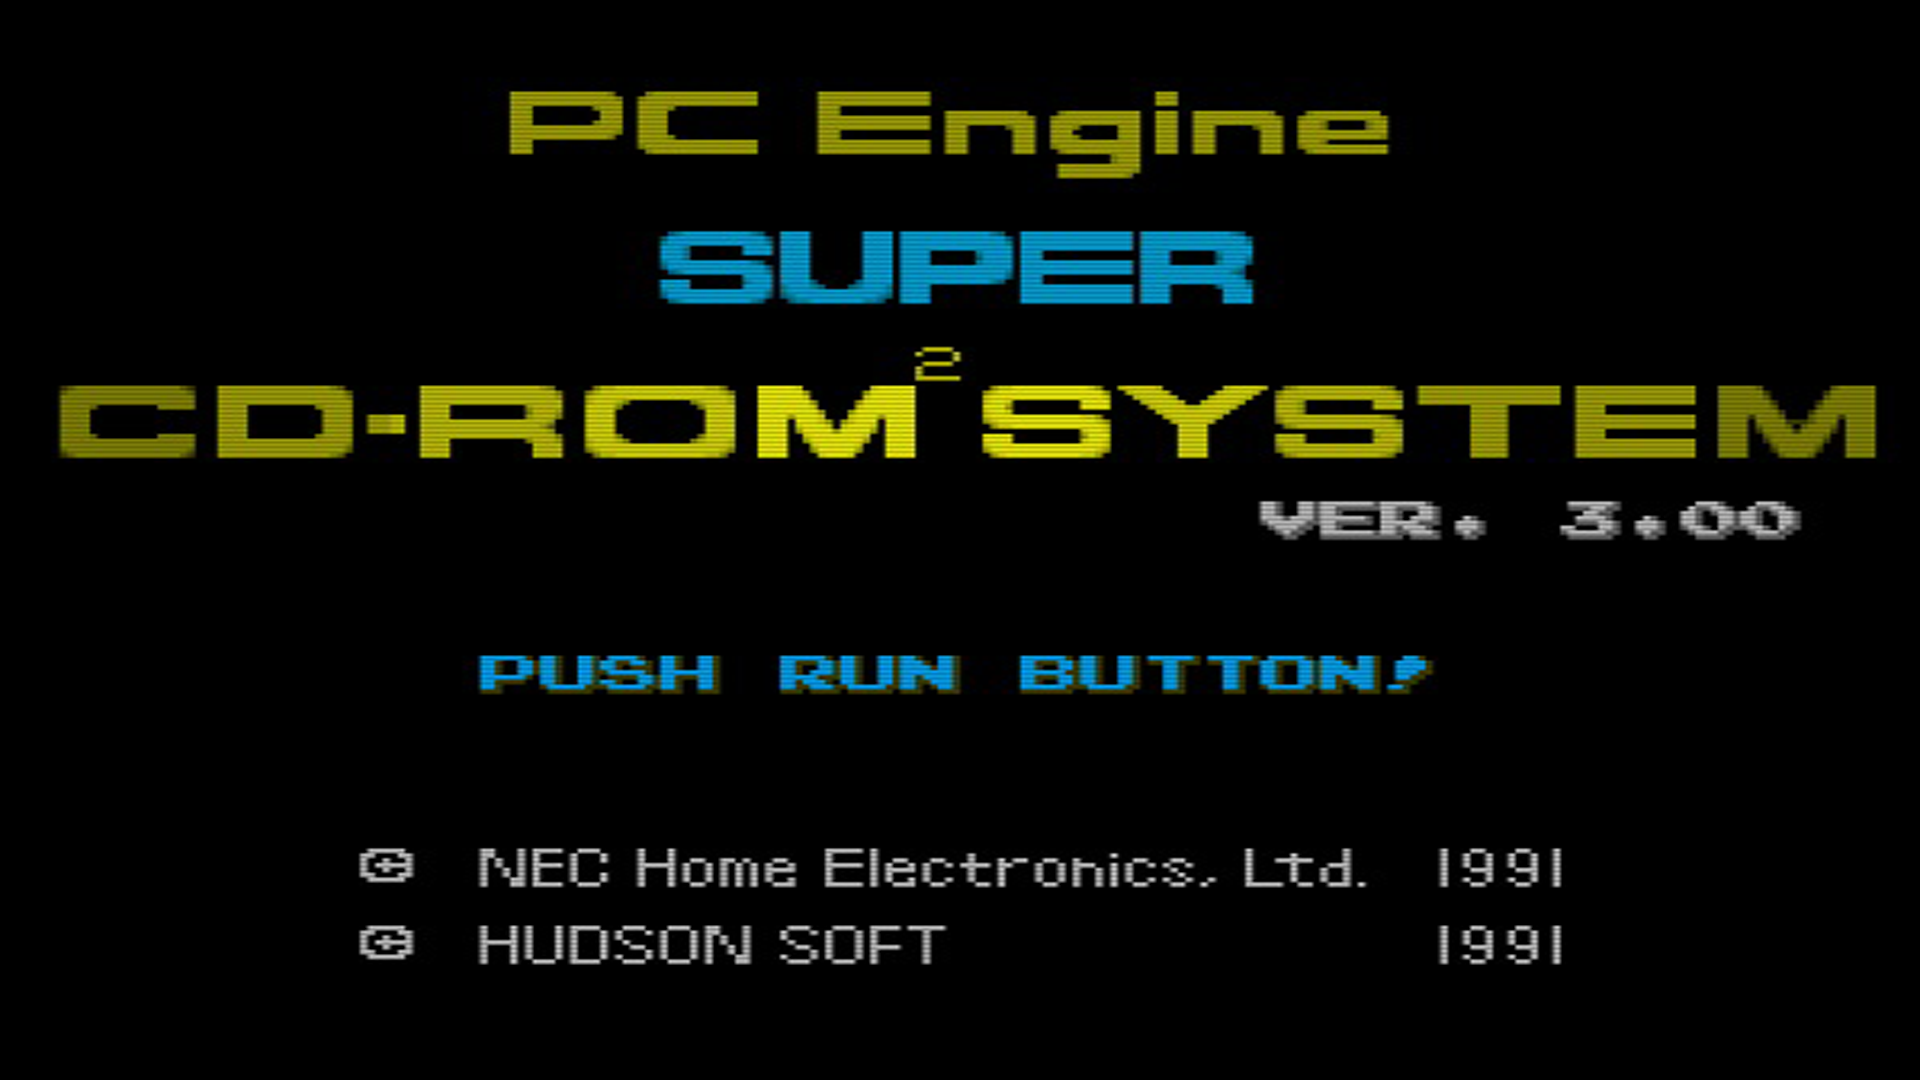 PC Engine
SUPER
CD-ROM² SYSTEM
VER. 3.00
PUSH RUN BUTTON!
© NEC Home Electronics, Ltd. 1991
© HUDSON SOFT 1991